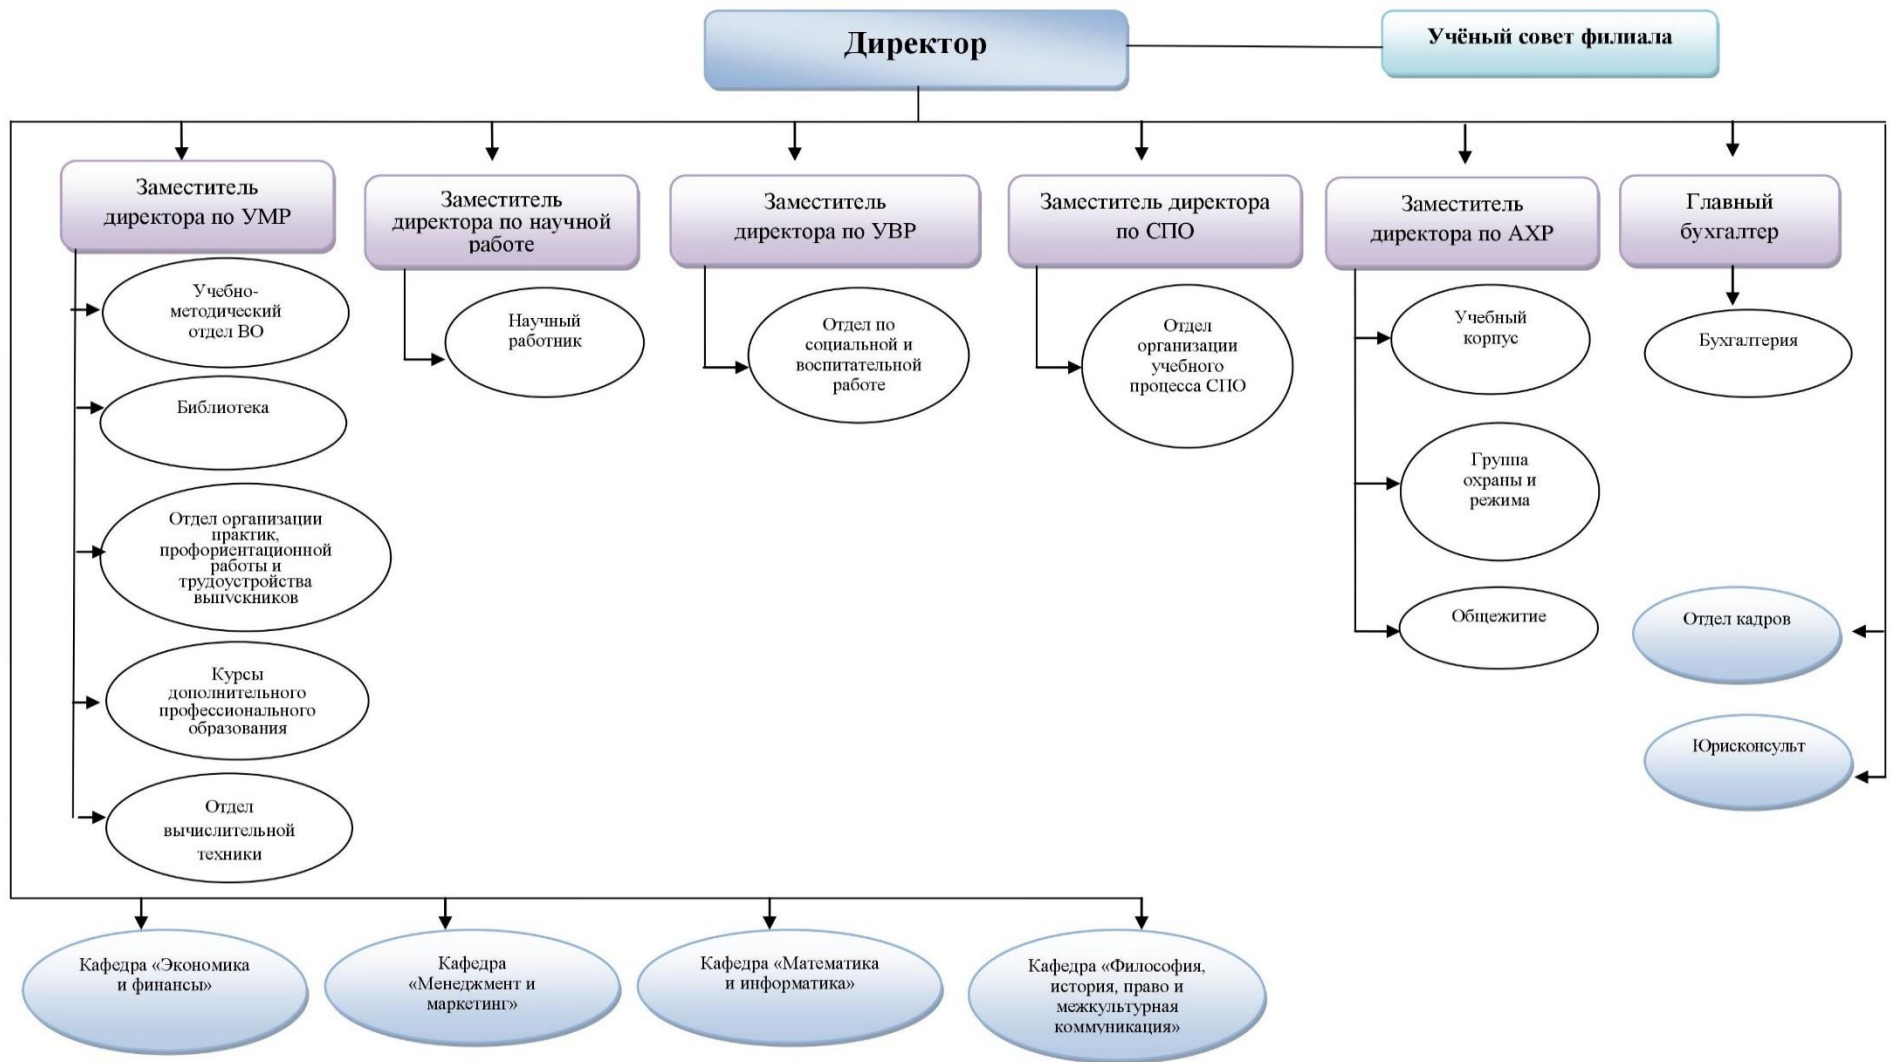 Директор
Учёный совет филиала
Заместитель
директора по УМР
Заместитель
директора по научной
работе
Заместитель
директора по УВР
Заместитель директора
по СПО
Заместитель
директора по АХР
Главный
бухгалтер
Учебно-
методический
отдел ВО
Библиотека
Отдел организации
практик,
профориентационной
работы и
трудоустройства
выпускников
Курсы
дополнительного
профессионального
образования
Отдел
вычислительной
техники
Научный
работник
Отдел по
социальной и
воспитательной
работе
Отдел
организации
учебного
процесса СПО
Учебный
корпус
Группа
охраны и
режима
Общежитие
Бухгалтерия
Отдел кадров
Юрисконсульт
Кафедра «Экономика
и финансы»
Кафедра
«Менеджмент и
маркетинг»
Кафедра «Математика
и информатика»
Кафедра «Философия,
история, право и
межкультурная
коммуникация»